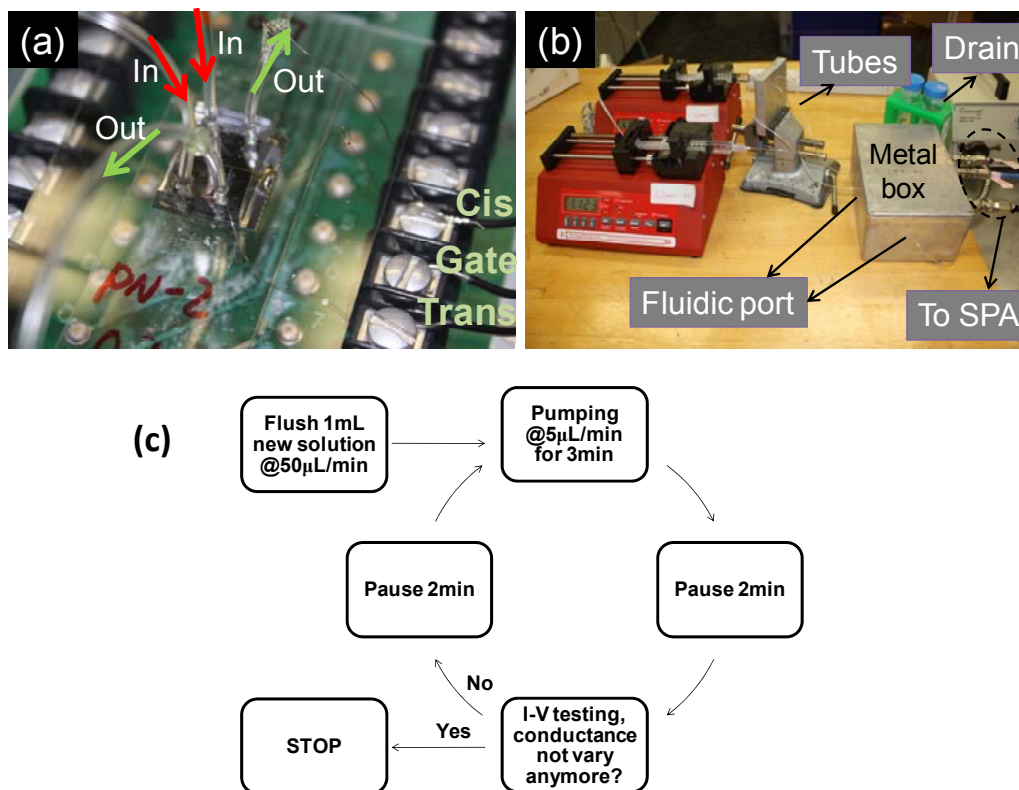 (a)
In
In
Out
Out
Cis
Gate
Trans
PN-2
(b)
Tubes
Drain
Metal
box
Fluidic port
To SPA
(c)
Flush 1mL
new solution
@50µL/min
Pumping
@5µL/min
for 3min
Pause 2min
Pause 2min
No
Yes
I-V testing,
conductance
not vary
anymore?
STOP